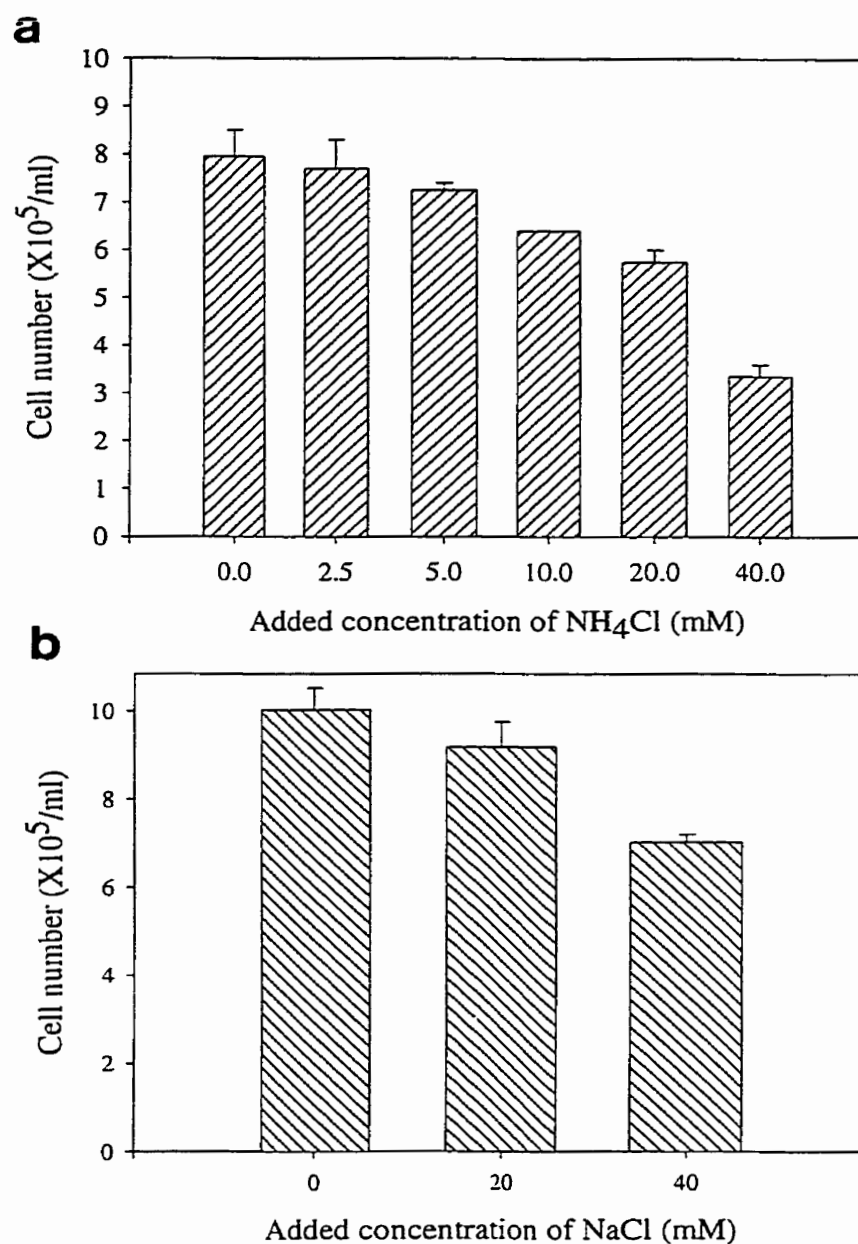 a
10
9
8
7
6
5
4
3
2
1
0
Cell number (X10⁵/ml)
0.0 2.5 5.0 10.0 20.0 40.0
Added concentration of NH₄Cl (mM)
b
10
8
6
4
2
0
Cell number (X10⁵/ml)
0 20 40
Added concentration of NaCl (mM)